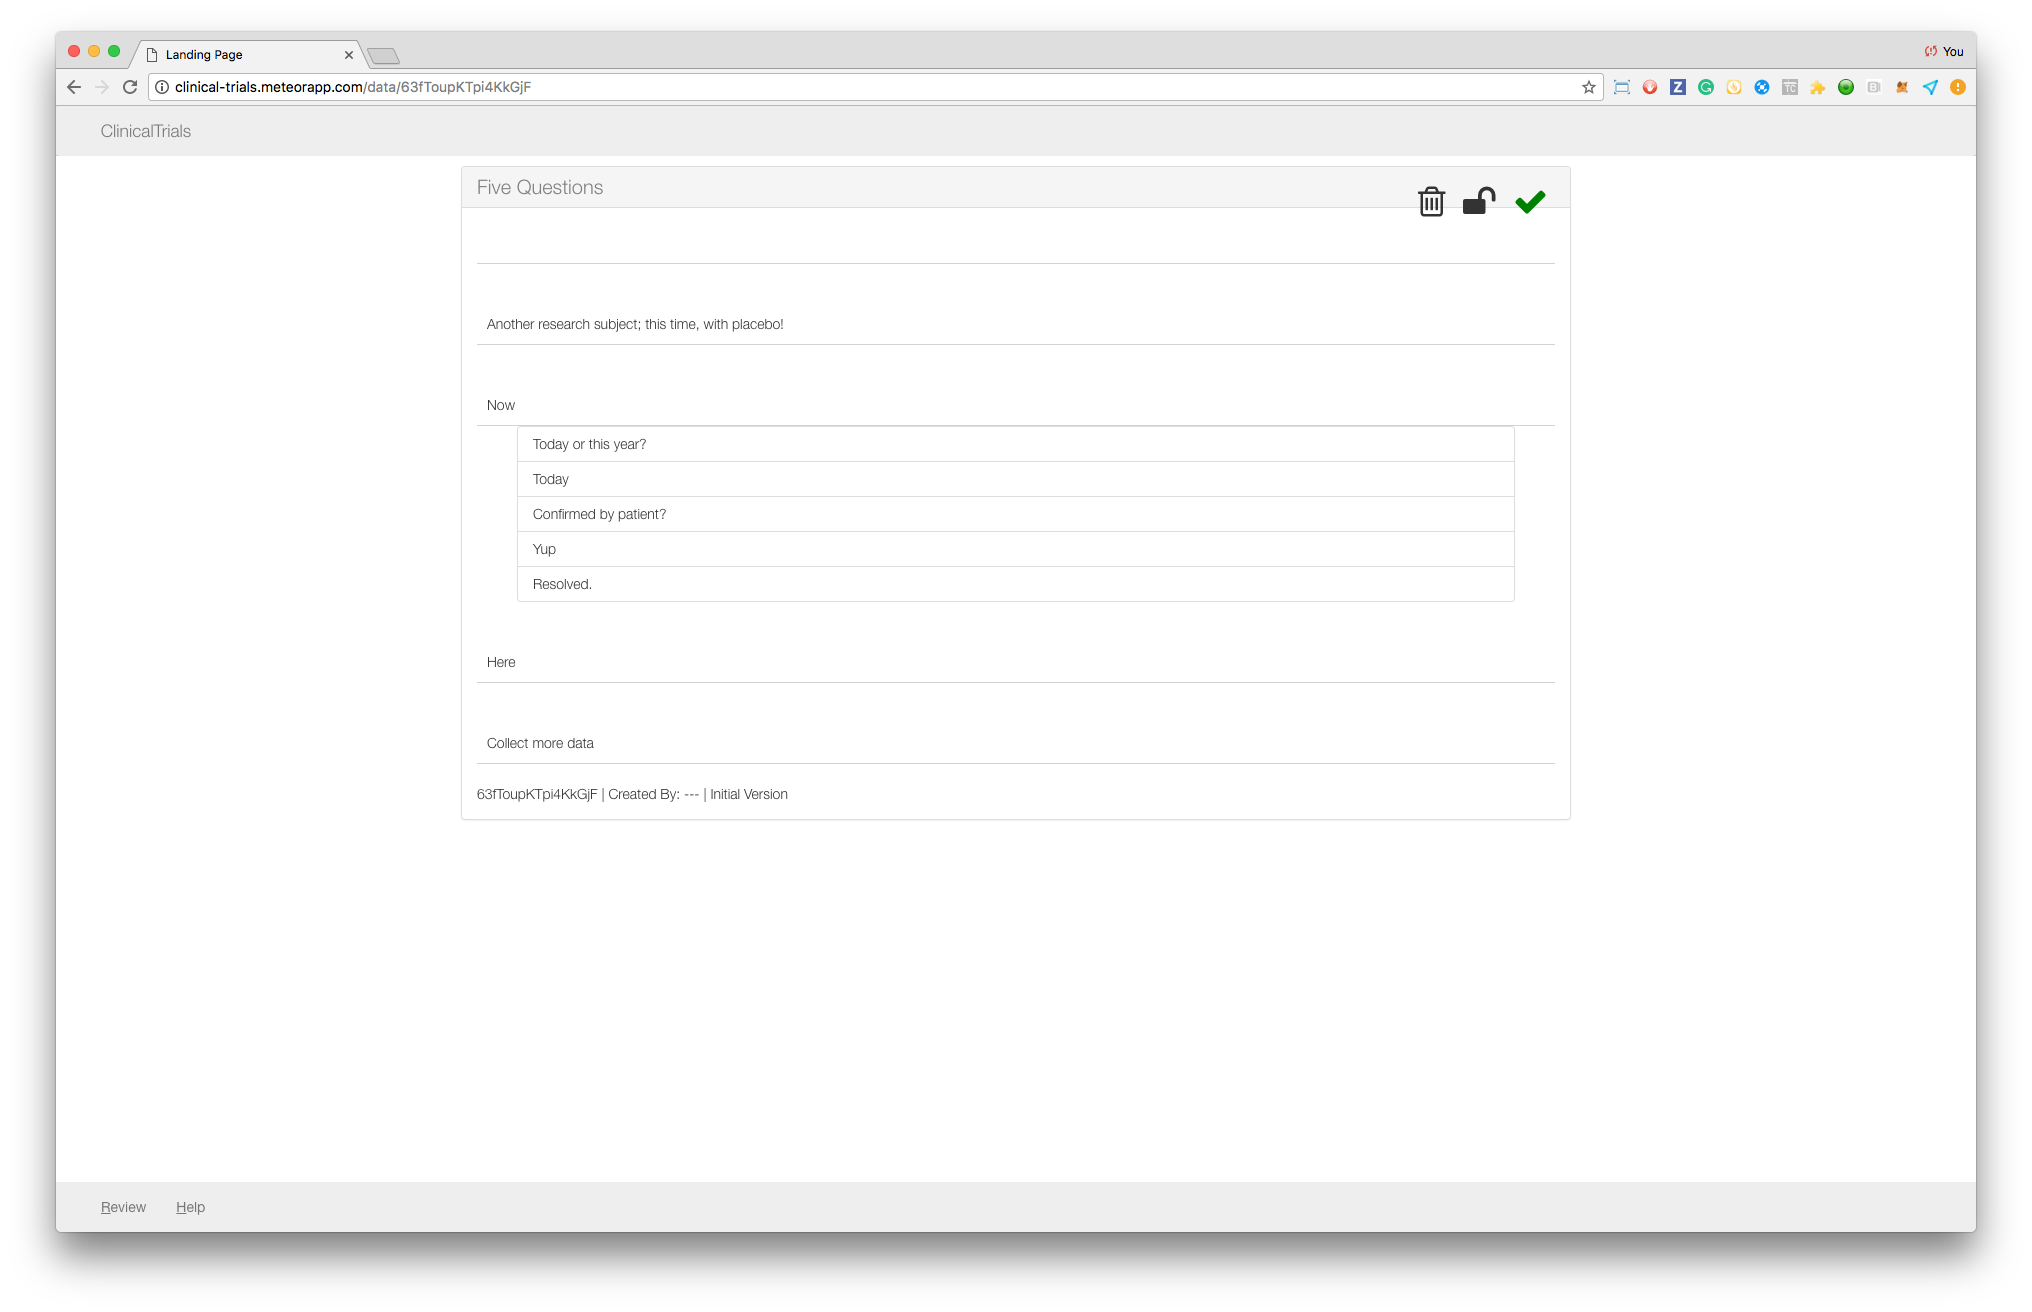 Landing Page
You
clinical-trials.meteorapp.com/data/63fToupKTpi4KkGjF
ClinicalTrials
Five Questions
Another research subject; this time, with placebo!
Now
Today or this year?
Today
Confirmed by patient?
Yup
Resolved.
Here
Collect more data
63fToupKTpi4KkGjF | Created By: --- | Initial Version
Review Help